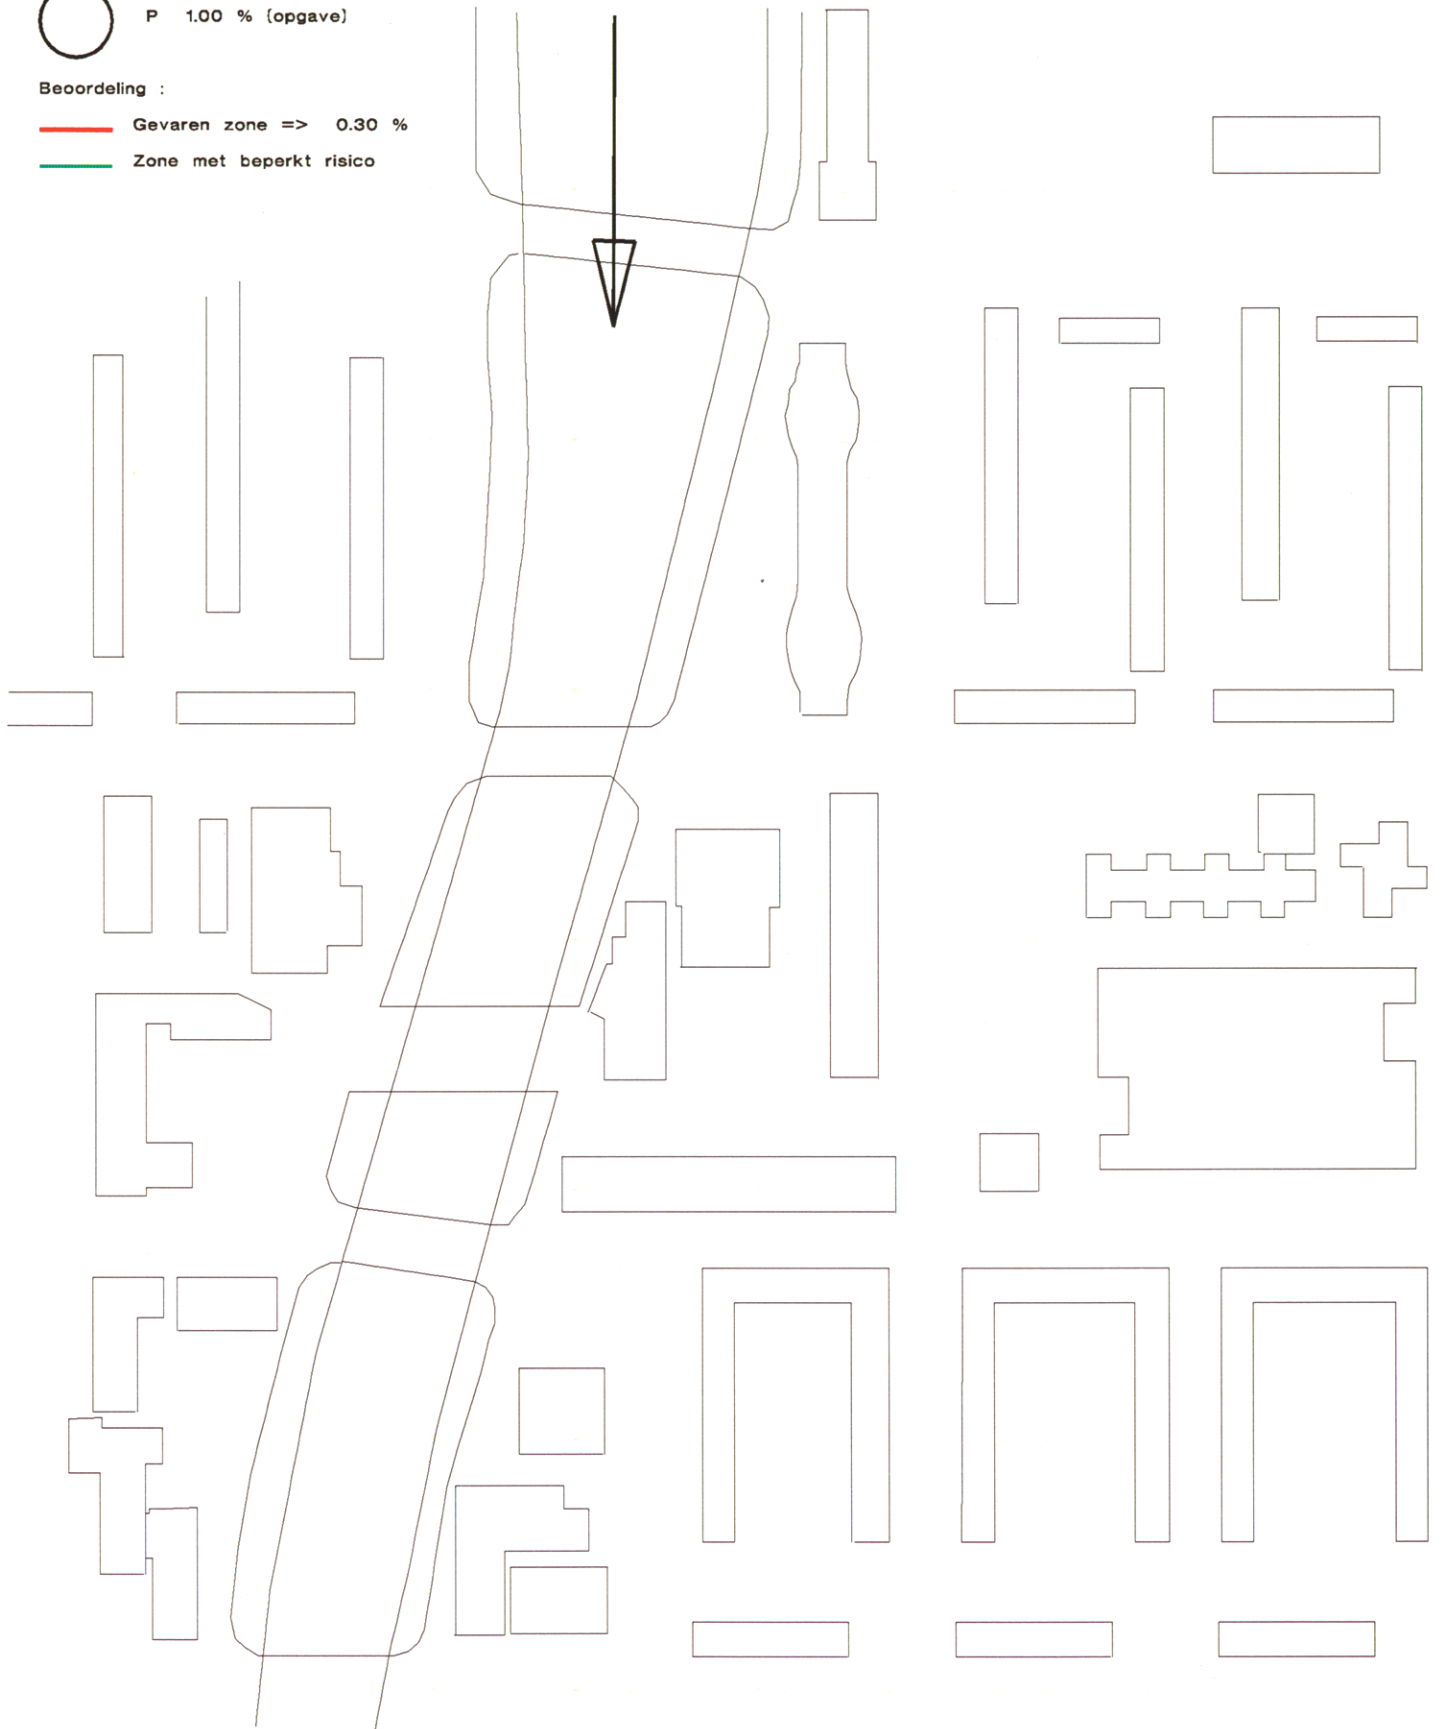 P 1.00 % (opgave)
Beoordeling :
Gevaren zone => 0.30 %
Zone met beperkt risico